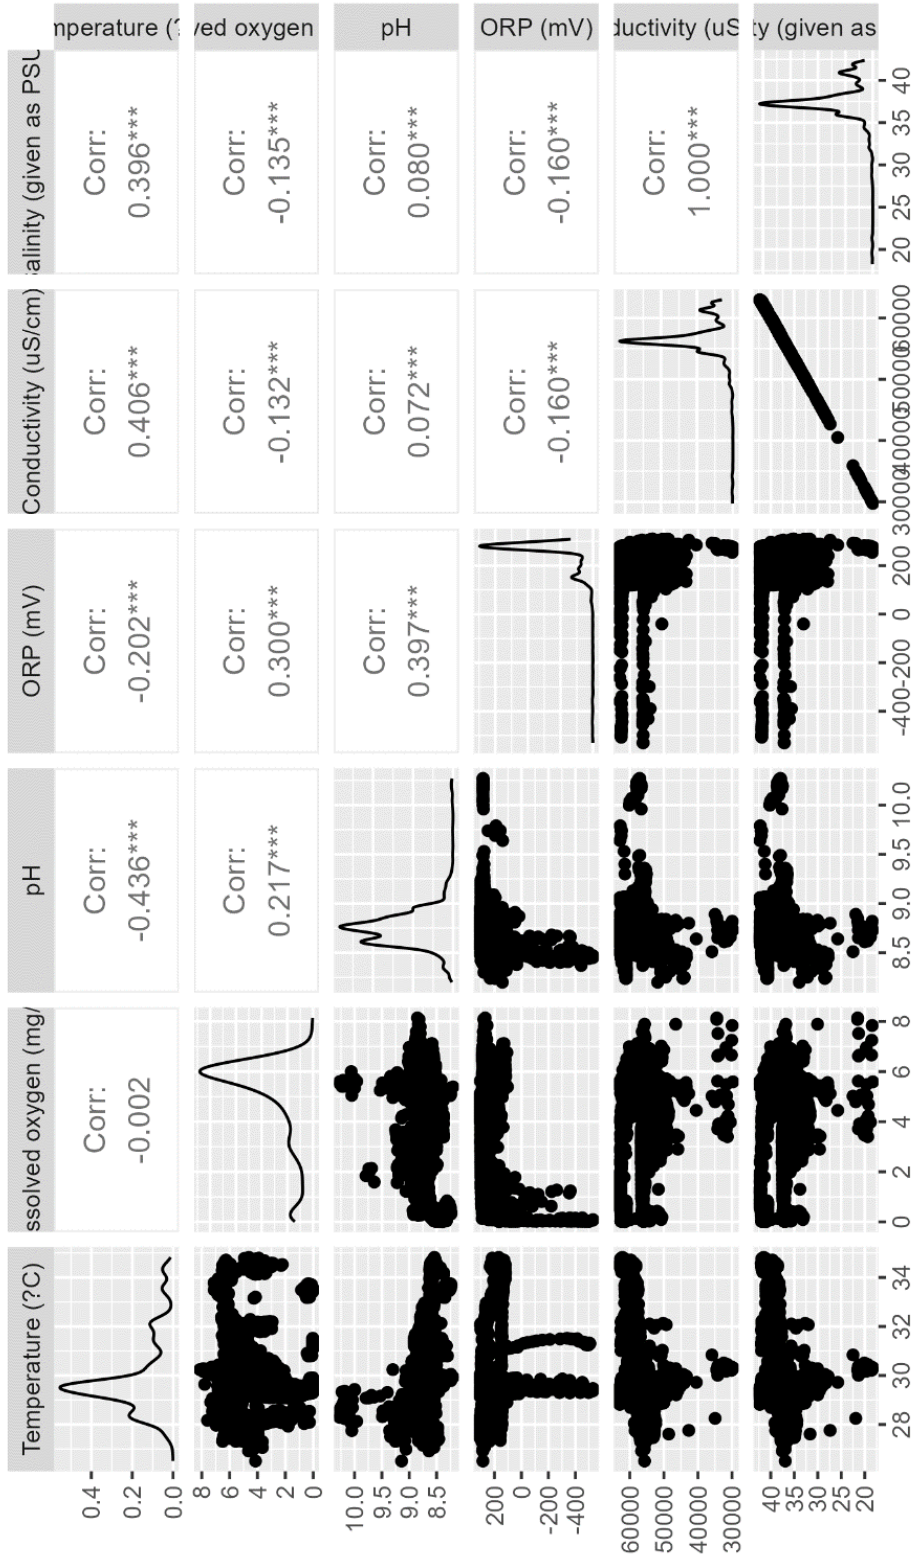 Temperature (?C)
ssolved oxygen (mg/
pH
ORP (mV)
Conductivity (uS/cm)
alinity (given as PSU
0.4
0.2
0.0
Corr:
-0.002
Corr:
-0.436***
Corr:
-0.202***
Corr:
0.406***
Corr:
0.396***
mperature (?
8
6
4
2
0
Corr:
0.217***
Corr:
0.300***
Corr:
-0.132***
Corr:
-0.135***
ved oxygen
10.0
9.5
9.0
8.5
Corr:
0.397***
Corr:
0.072***
Corr:
0.080***
pH
200
0
-200
-400
Corr:
-0.160***
Corr:
-0.160***
ORP (mV)
60000
50000
40000
30000
Corr:
1.000***
ductivity (uS
40
35
30
25
20
ty (given as
28 30 32 34
0 2 4 6 8
8.5 9.0 9.5 10.0
-400 -200 0 200
30000 40000 50000 60000
20 25 30 35 40